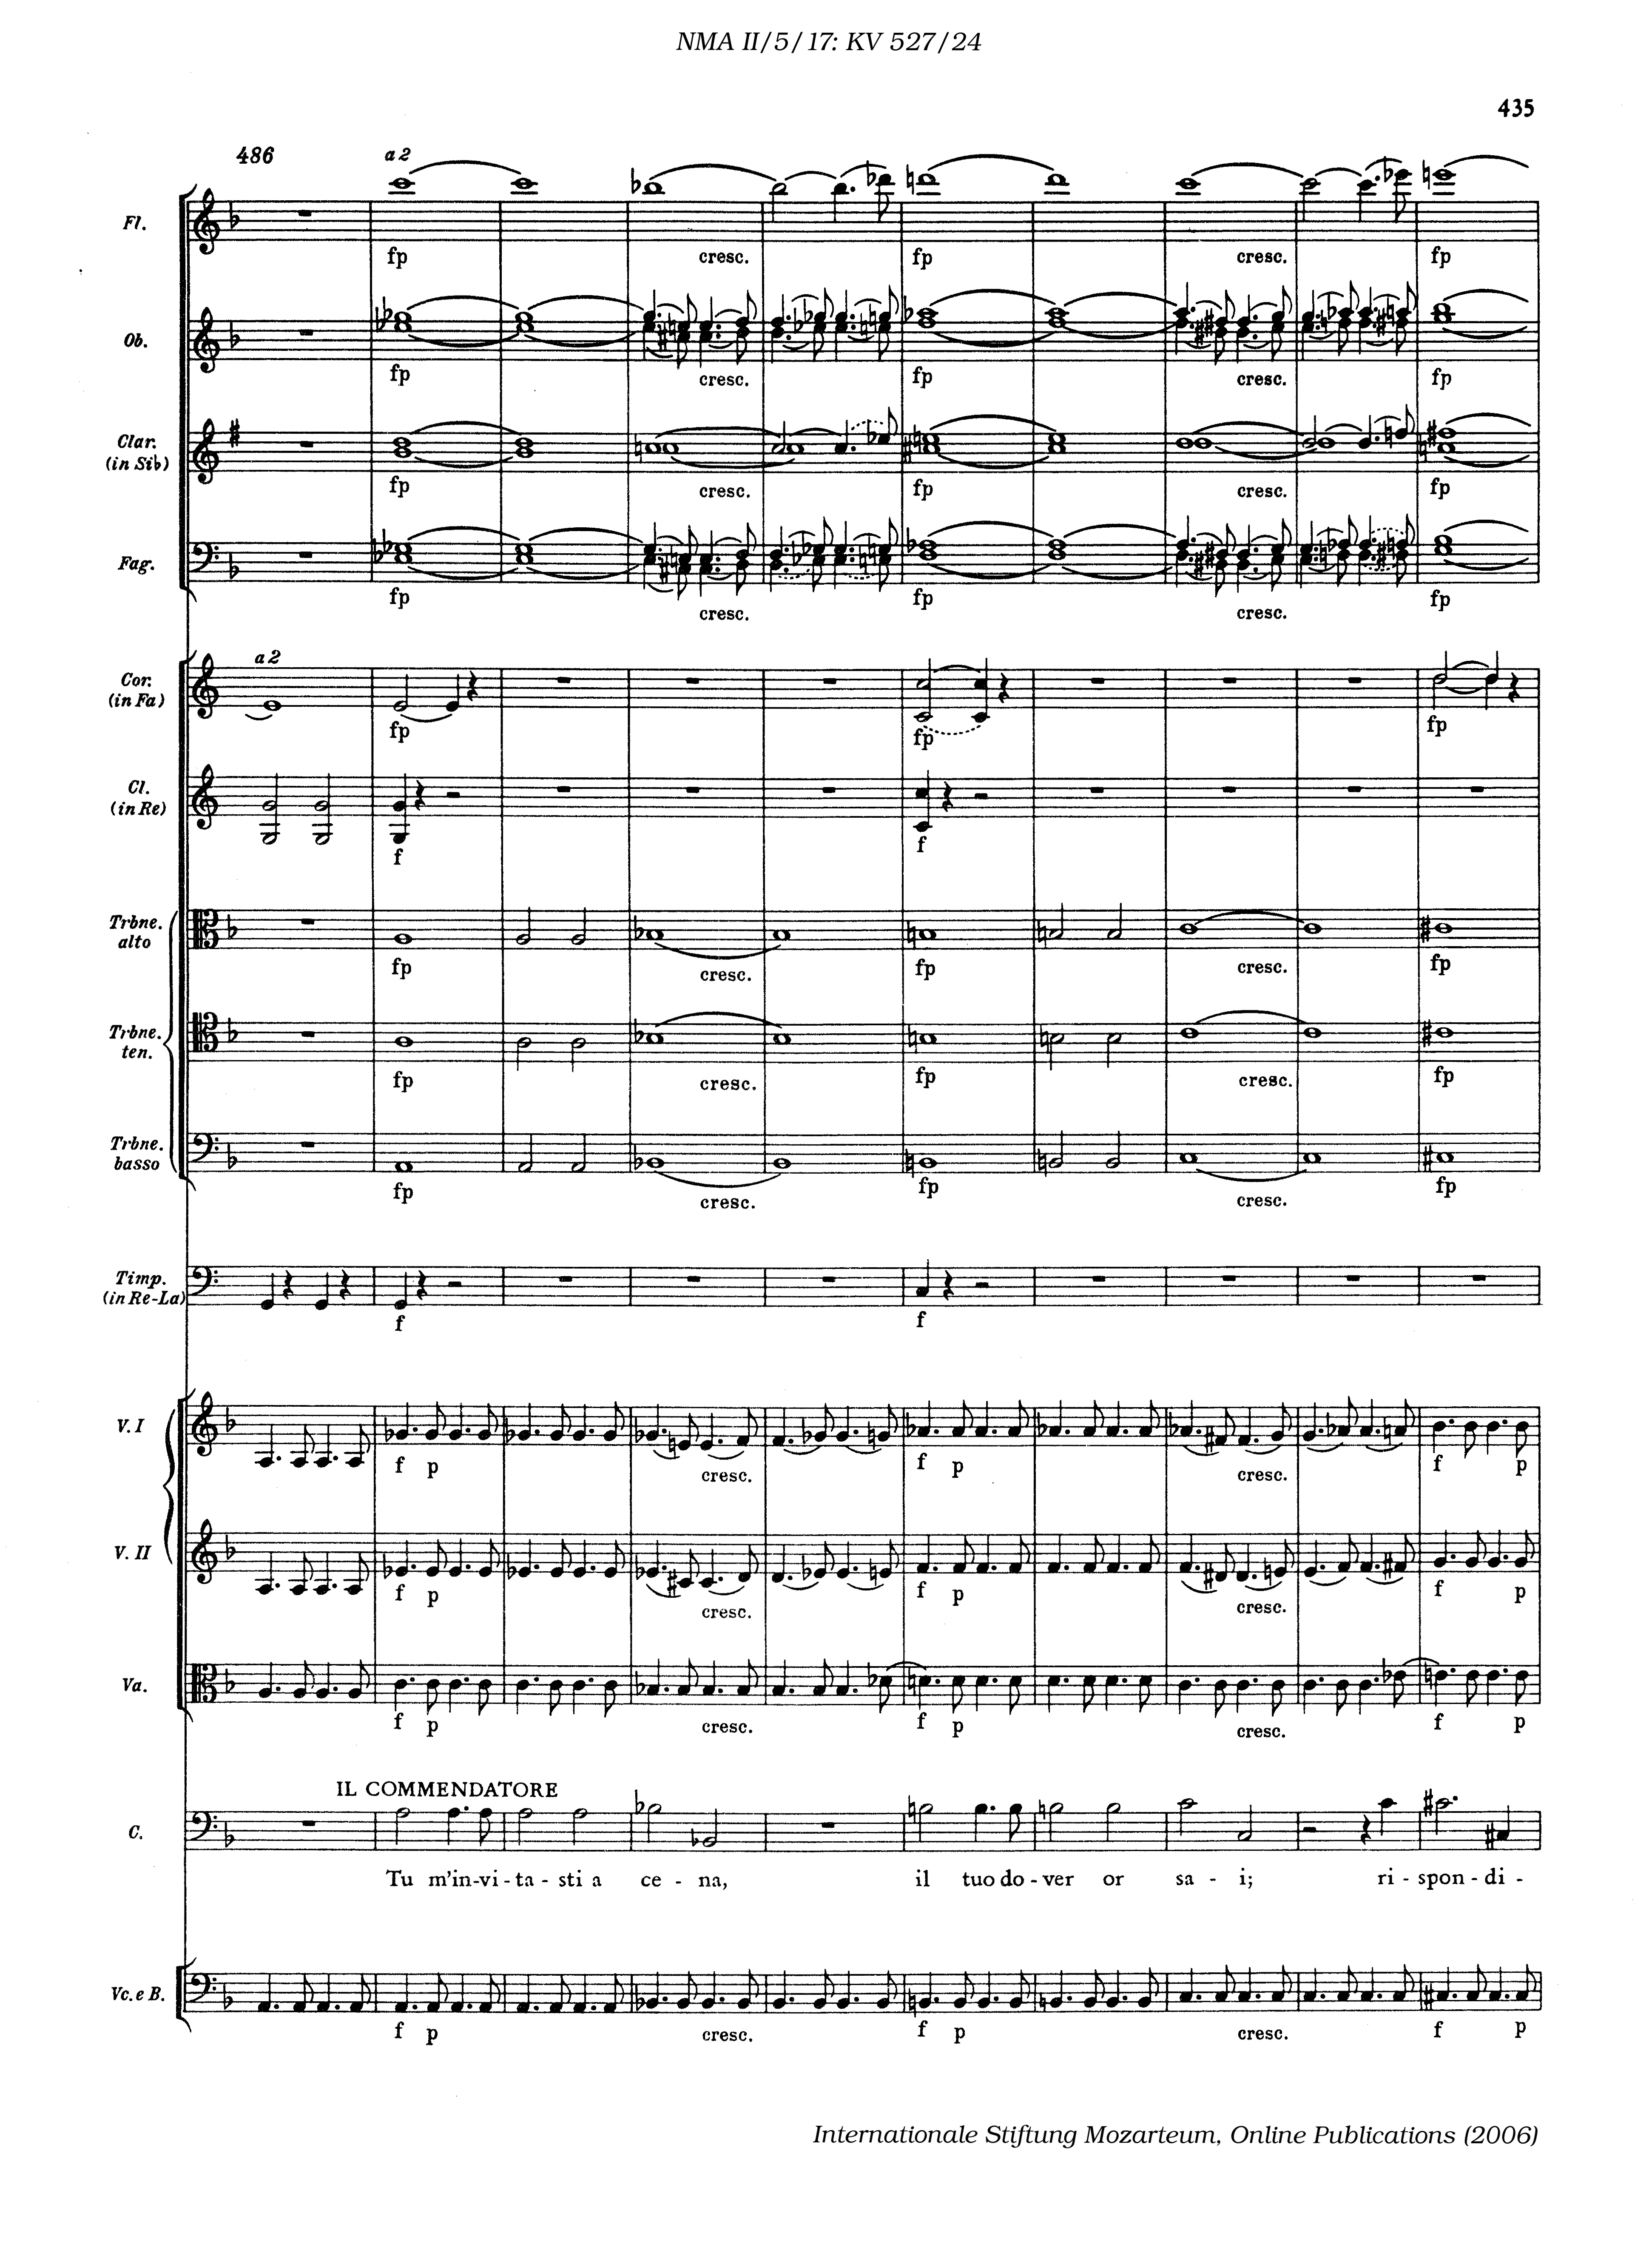 NMA II/5/17: KV 527/24
435
486 a 2
Fl.
fp cresc. fp cresc. fp
Ob.
fp cresc. fp cresc. fp
Clar.
(in Sib)
fp cresc. fp cresc. fp
Fag.
fp cresc. fp cresc. fp
a 2
Cor.
(in Fa)
fp fp fp
Cl.
(in Re)
f f
Trbne.
alto
fp cresc. fp cresc. fp
Trbne.
ten.
fp cresc. fp cresc. fp
Trbne.
basso
fp cresc. fp cresc. fp
Timp.
(in Re-La)
f f
V. I
f p cresc. f p cresc. f p
V. II
f p cresc. f p cresc. f p
Va.
f p cresc. f p cresc. f p
IL COMMENDATORE
C.
Tu m'in-vi-ta-sti a ce-na, il tuo do-ver or sa-i; ri-spon-di-
Vc. e B.
f p cresc. f p cresc. f p
Internationale Stiftung Mozarteum, Online Publications (2006)